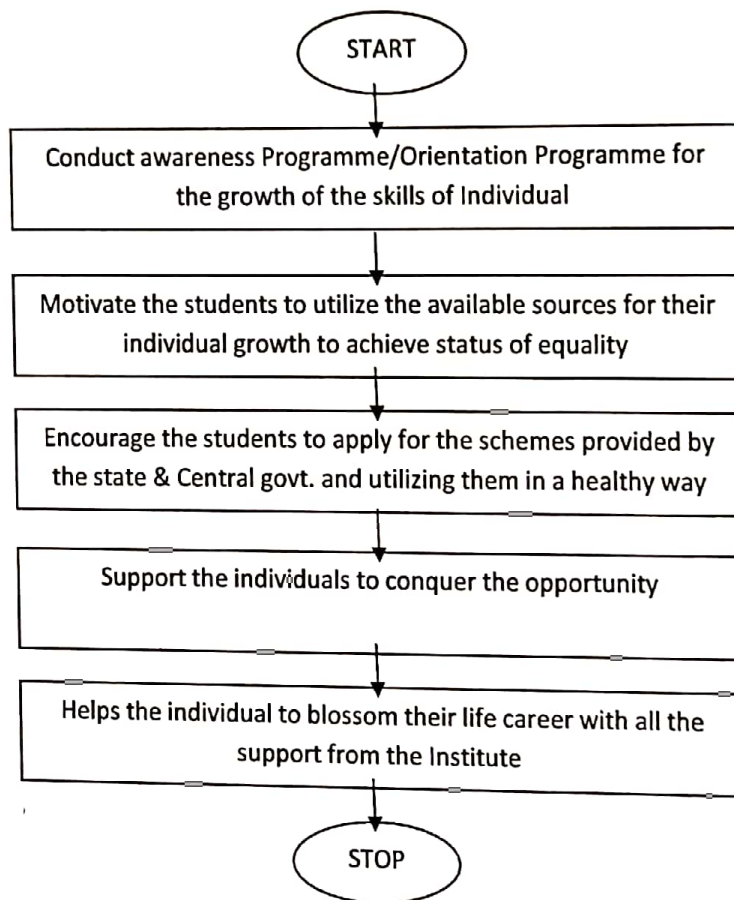 START
Conduct awareness Programme/Orientation Programme for
the growth of the skills of Individual
Motivate the students to utilize the available sources for their
individual growth to achieve status of equality
Encourage the students to apply for the schemes provided by
the state & Central govt. and utilizing them in a healthy way
Support the individuals to conquer the opportunity
Helps the individual to blossom their life career with all the
support from the Institute
STOP